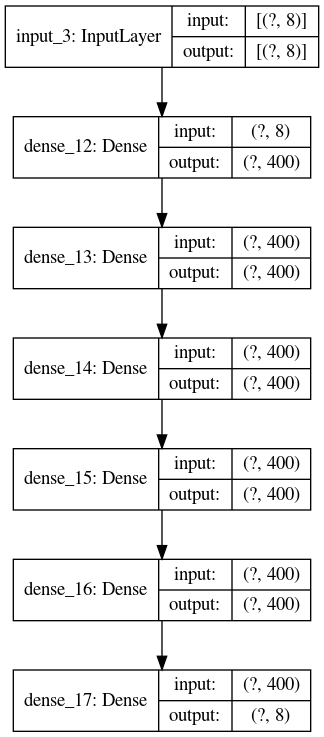 input_3: InputLayer input: [(?, 8)]
output: [(?, 8)]
dense_12: Dense input: (?, 8)
output: (?, 400)
dense_13: Dense input: (?, 400)
output: (?, 400)
dense_14: Dense input: (?, 400)
output: (?, 400)
dense_15: Dense input: (?, 400)
output: (?, 400)
dense_16: Dense input: (?, 400)
output: (?, 400)
dense_17: Dense input: (?, 400)
output: (?, 8)